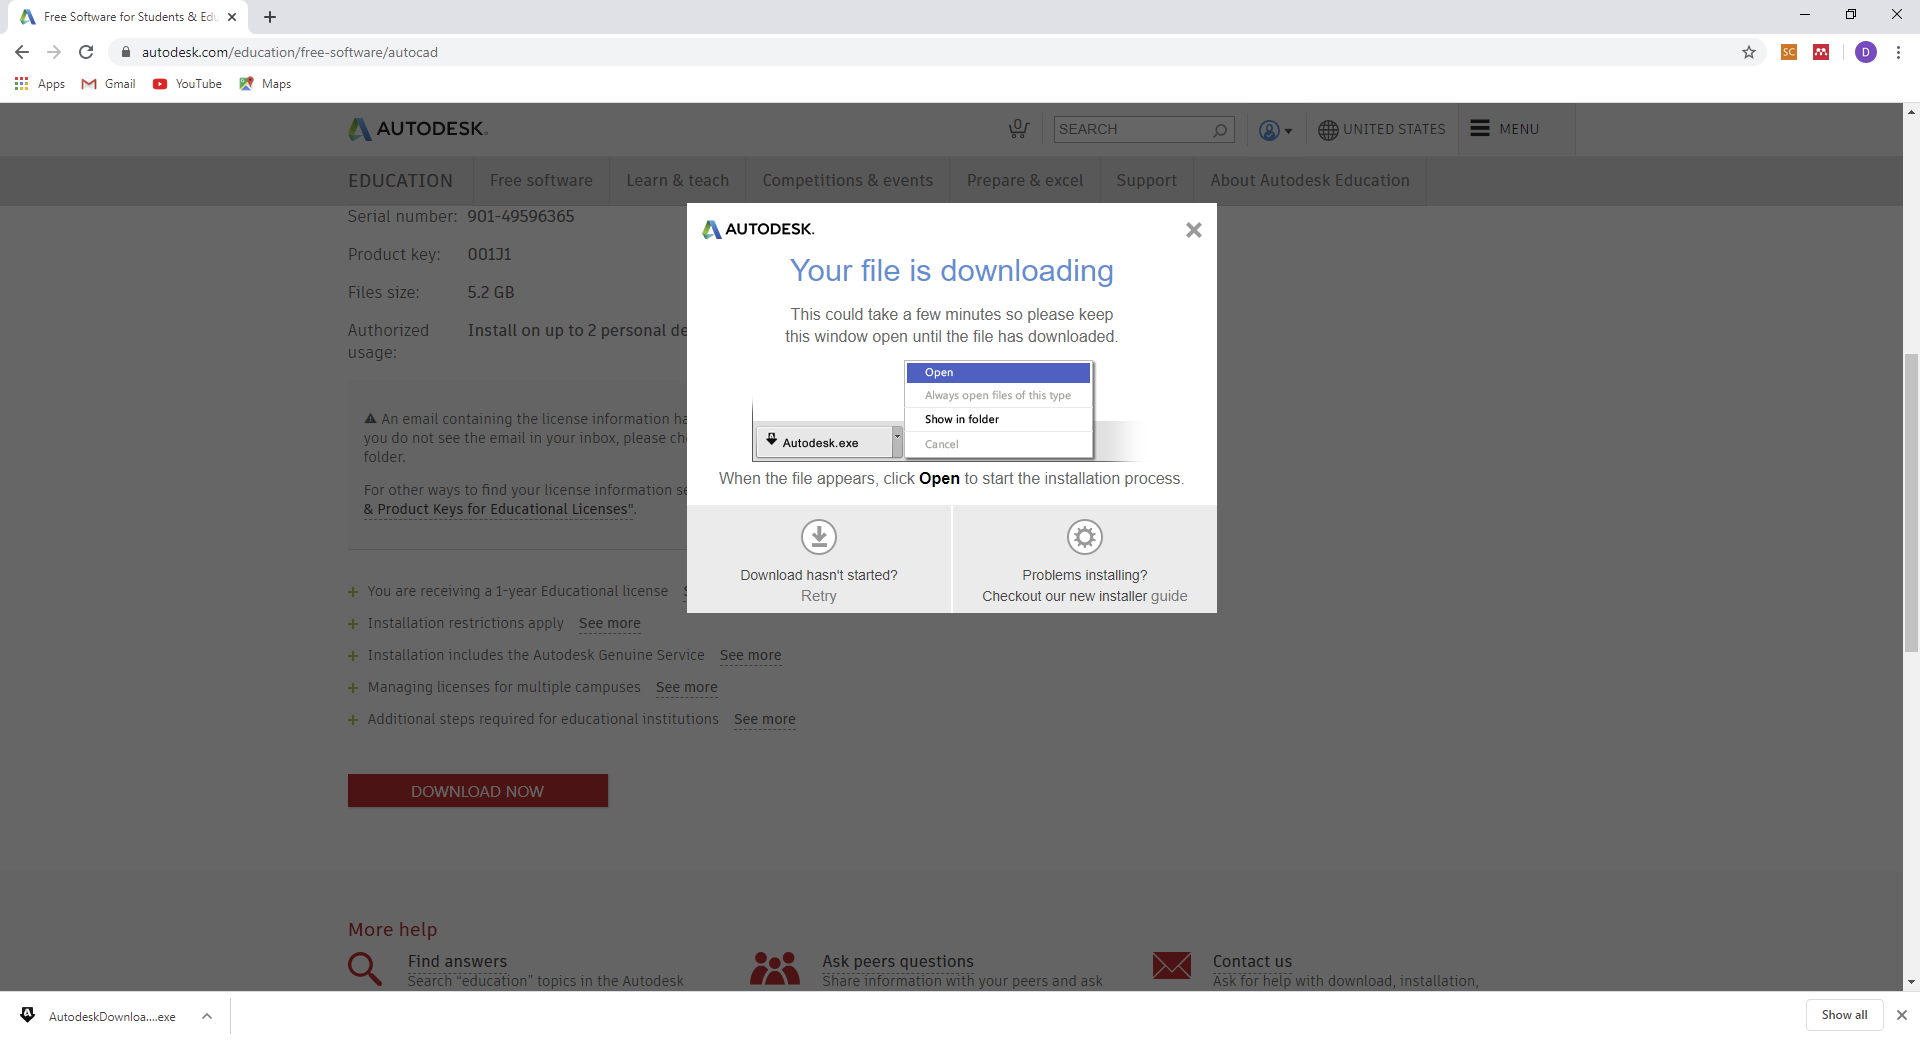 Free Software for Students & Edu
autodesk.com/education/free-software/autocad
SC
D
Apps
Gmail
YouTube
Maps
AUTODESK.
0
SEARCH
UNITED STATES
MENU
EDUCATION
Free software
Learn & teach
Competitions & events
Prepare & excel
Support
About Autodesk Education
Serial number: 901-49596365
Product key: 001J1
Files size: 5.2 GB
Authorized usage:
Install on up to 2 personal de
An email containing the license information ha
you do not see the email in your inbox, please che
folder.
For other ways to find your license information se
& Product Keys for Educational Licenses".
You are receiving a 1-year Educational license
Installation restrictions apply See more
Installation includes the Autodesk Genuine Service See more
Managing licenses for multiple campuses See more
Additional steps required for educational institutions See more
DOWNLOAD NOW
AUTODESK.
Your file is downloading
This could take a few minutes so please keep
this window open until the file has downloaded.
Open
Always open files of this type
Show in folder
Cancel
Autodesk.exe
When the file appears, click Open to start the installation process.
Download hasn't started?
Retry
Problems installing?
Checkout our new installer guide
More help
Find answers
Search “education” topics in the Autodesk
Ask peers questions
Share information with your peers and ask
Contact us
Ask for help with download, installation,
AutodeskDownloa....exe
Show all